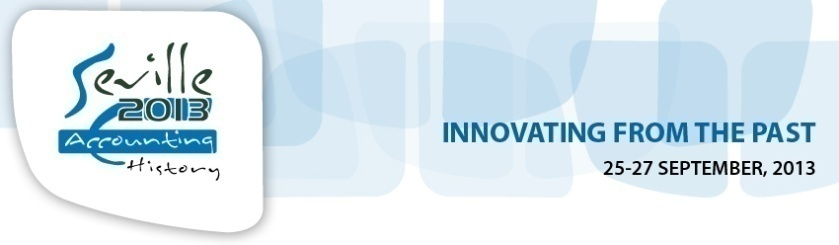 Seville
2013
Accounting
History
INNOVATING FROM THE PAST
25-27 SEPTEMBER, 2013